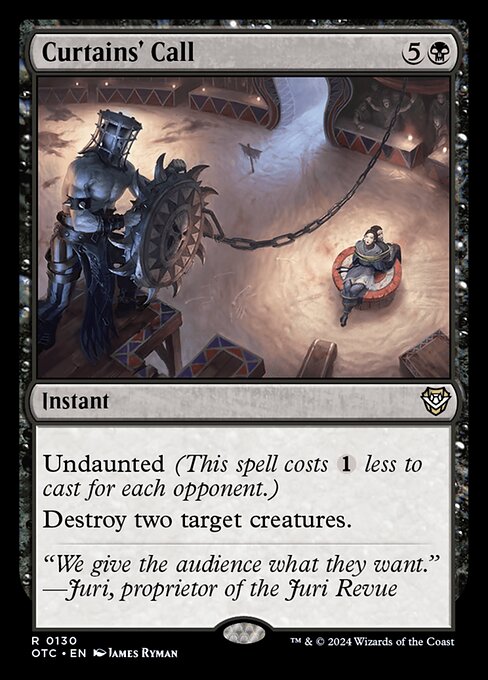 Curtains' Call 5
Instant
Undaunted (This spell costs 1 less to
cast for each opponent.)
Destroy two target creatures.
“We give the audience what they want.”
—Juri, proprietor of the Juri Revue
R 0130
OTC • EN JAMES RYMAN
™ & © 2024 Wizards of the Coast